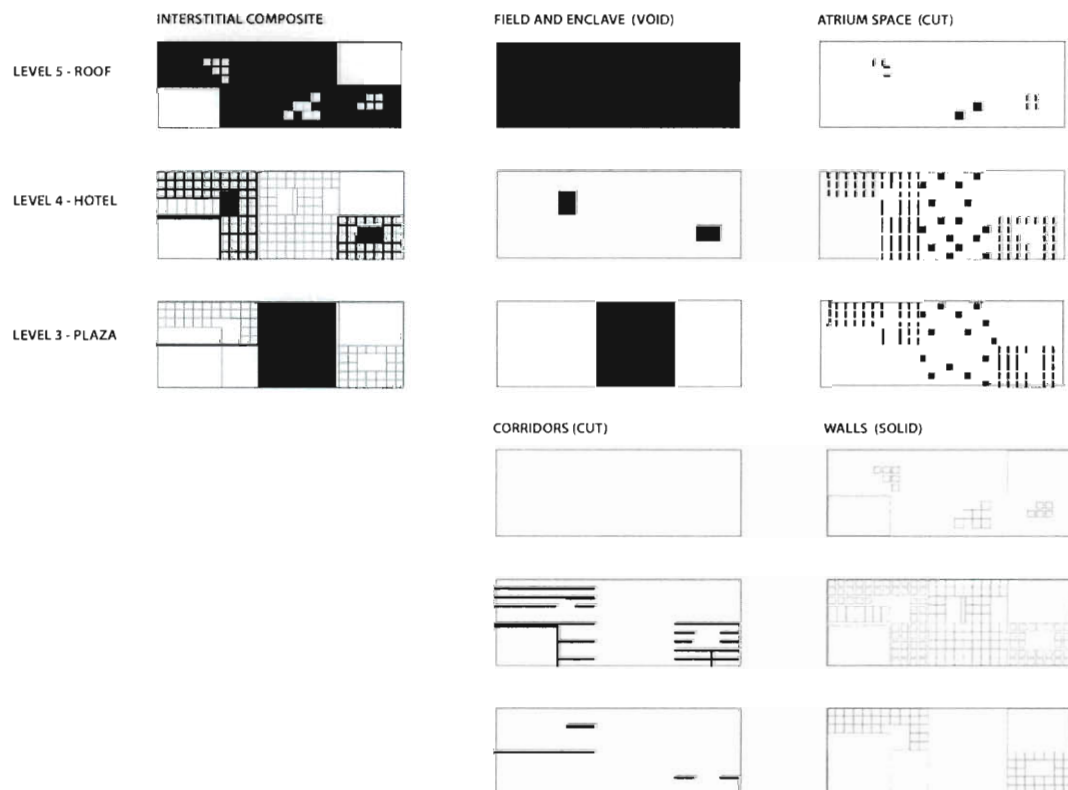 INTERSTITIAL COMPOSITE
FIELD AND ENCLAVE (VOID)
ATRIUM SPACE (CUT)
LEVEL 5 - ROOF
LEVEL 4 - HOTEL
LEVEL 3 - PLAZA
CORRIDORS (CUT)
WALLS (SOLID)